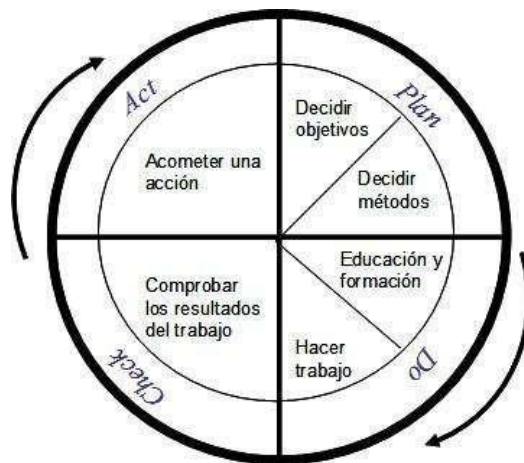 Act
Acometer una
acción
Plan
Decidir
objetivos
Decidir
métodos
Do
Educación y
formación
Hacer
trabajo
Check
Comprobar
los resultados
del trabajo